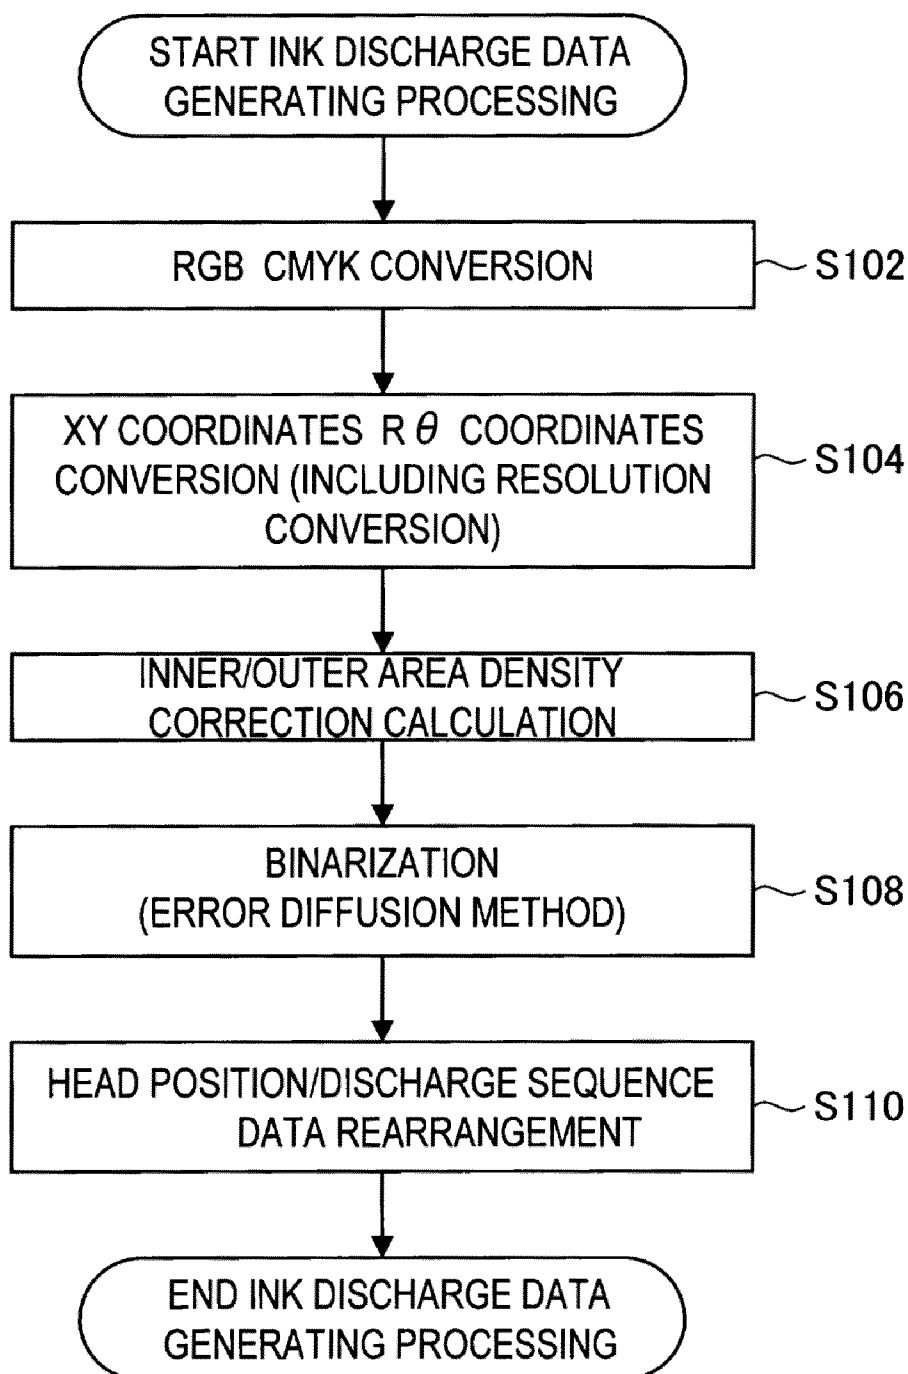 START INK DISCHARGE DATA
GENERATING PROCESSING
RGB CMYK CONVERSION
S102
XY COORDINATES R θ COORDINATES
CONVERSION (INCLUDING RESOLUTION
CONVERSION)
S104
INNER/OUTER AREA DENSITY
CORRECTION CALCULATION
S106
BINARIZATION
(ERROR DIFFUSION METHOD)
S108
HEAD POSITION/DISCHARGE SEQUENCE
DATA REARRANGEMENT
S110
END INK DISCHARGE DATA
GENERATING PROCESSING